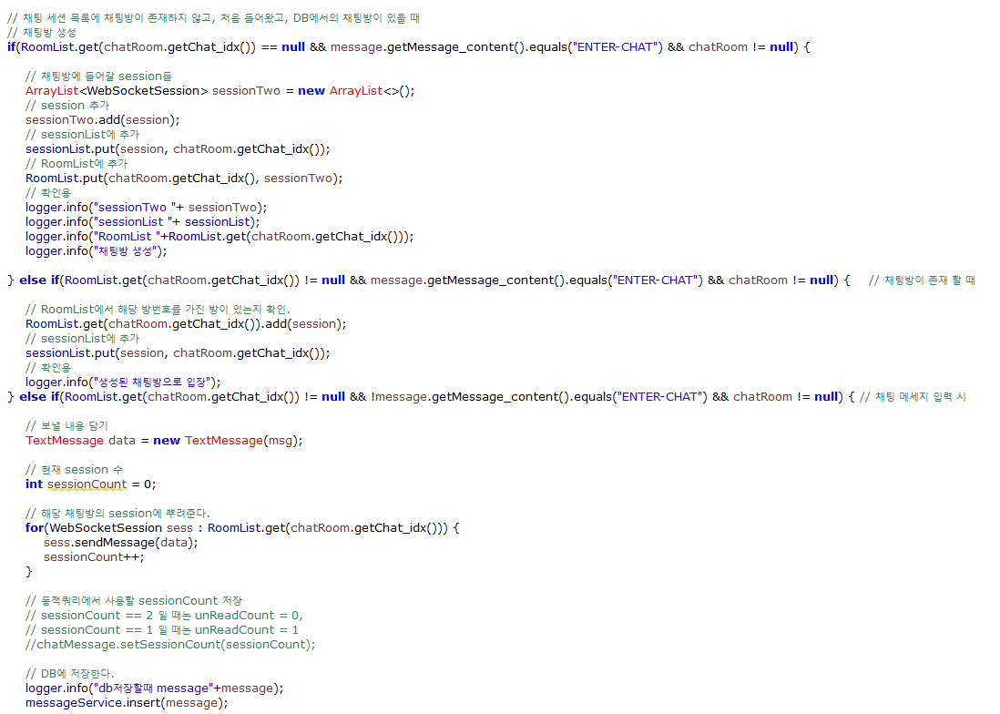 // 채팅 세션 목록에 채팅방이 존재하지 않고, 처음 들어왔고, DB에서의 채팅방이 있을 때
// 채팅방 생성
if(RoomList.get(chatRoom.getChat_idx()) == null && message.getMessage_content().equals("ENTER-CHAT") && chatRoom != null) {
// 채팅방에 들어갈 session들
ArrayList<WebSocketSession> sessionTwo = new ArrayList<>();
// session 추가
sessionTwo.add(session);
// sessionList에 추가
sessionList.put(session, chatRoom.getChat_idx());
// RoomList에 추가
RoomList.put(chatRoom.getChat_idx(), sessionTwo);
// 확인용
logger.info("sessionTwo "+ sessionTwo);
logger.info("sessionList "+ sessionList);
logger.info("RoomList "+RoomList.get(chatRoom.getChat_idx()));
logger.info("채팅방 생성");
} else if(RoomList.get(chatRoom.getChat_idx()) != null && message.getMessage_content().equals("ENTER-CHAT") && chatRoom != null) { // 채팅방이 존재 할 때
// RoomList에서 해당 방번호를 가진 방이 있는지 확인.
RoomList.get(chatRoom.getChat_idx()).add(session);
// sessionList에 추가
sessionList.put(session, chatRoom.getChat_idx());
// 확인용
logger.info("생성된 채팅방으로 입장");
} else if(RoomList.get(chatRoom.getChat_idx()) != null && !message.getMessage_content().equals("ENTER-CHAT") && chatRoom != null) { // 채팅 메세지 입력 시
// 보낼 내용 담기
TextMessage data = new TextMessage(msg);
// 현재 session 수
int sessionCount = 0;
// 해당 채팅방의 session에 뿌려준다.
for(WebSocketSession sess : RoomList.get(chatRoom.getChat_idx())) {
sess.sendMessage(data);
sessionCount++;
}
// 동적쿼리에서 사용할 sessionCount 저장
// sessionCount == 2 일 때는 unReadCount = 0,
// sessionCount == 1 일 때는 unReadCount = 1
//chatMessage.setSessionCount(sessionCount);
// DB에 저장한다.
logger.info("db저장할때 message"+message);
messageService.insert(message);